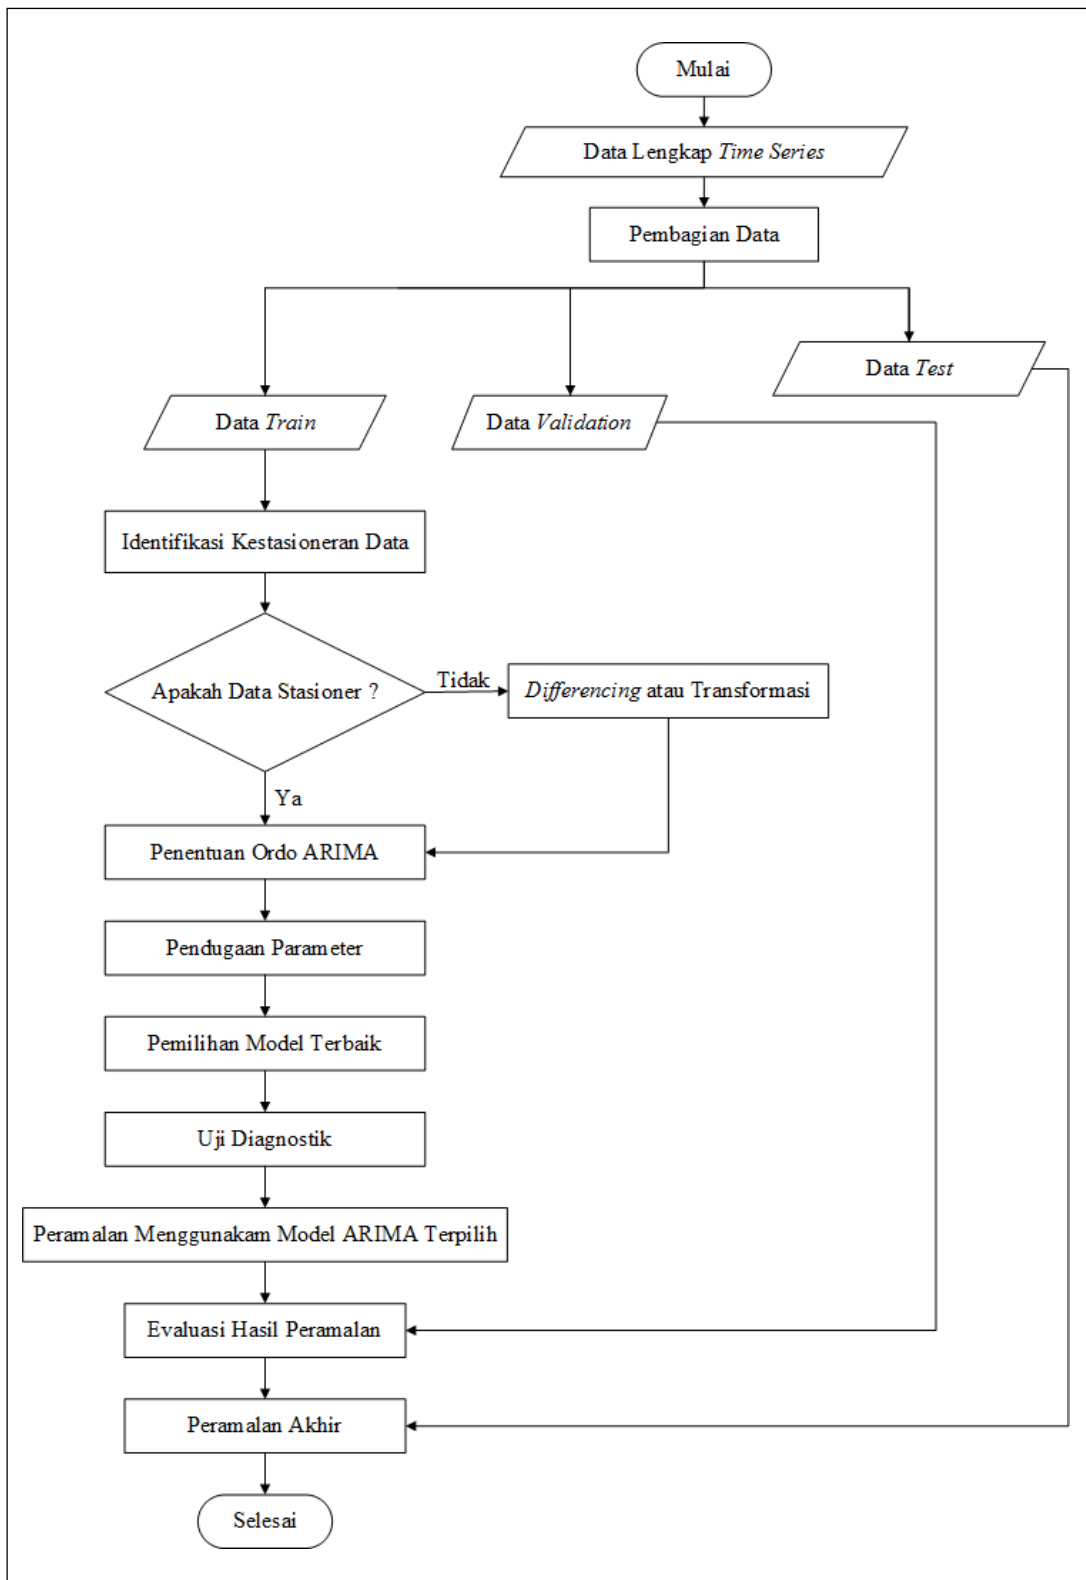 Mulai
Data Lengkap Time Series
Pembagian Data
Data Test
Data Train
Data Validation
Identifikasi Kestasioneran Data
Apakah Data Stasioner ?
Tidak
Differencing atau Transformasi
Ya
Penentuan Ordo ARIMA
Pendugaan Parameter
Pemilihan Model Terbaik
Uji Diagnostik
Peramalan Menggunakam Model ARIMA Terpilih
Evaluasi Hasil Peramalan
Peramalan Akhir
Selesai